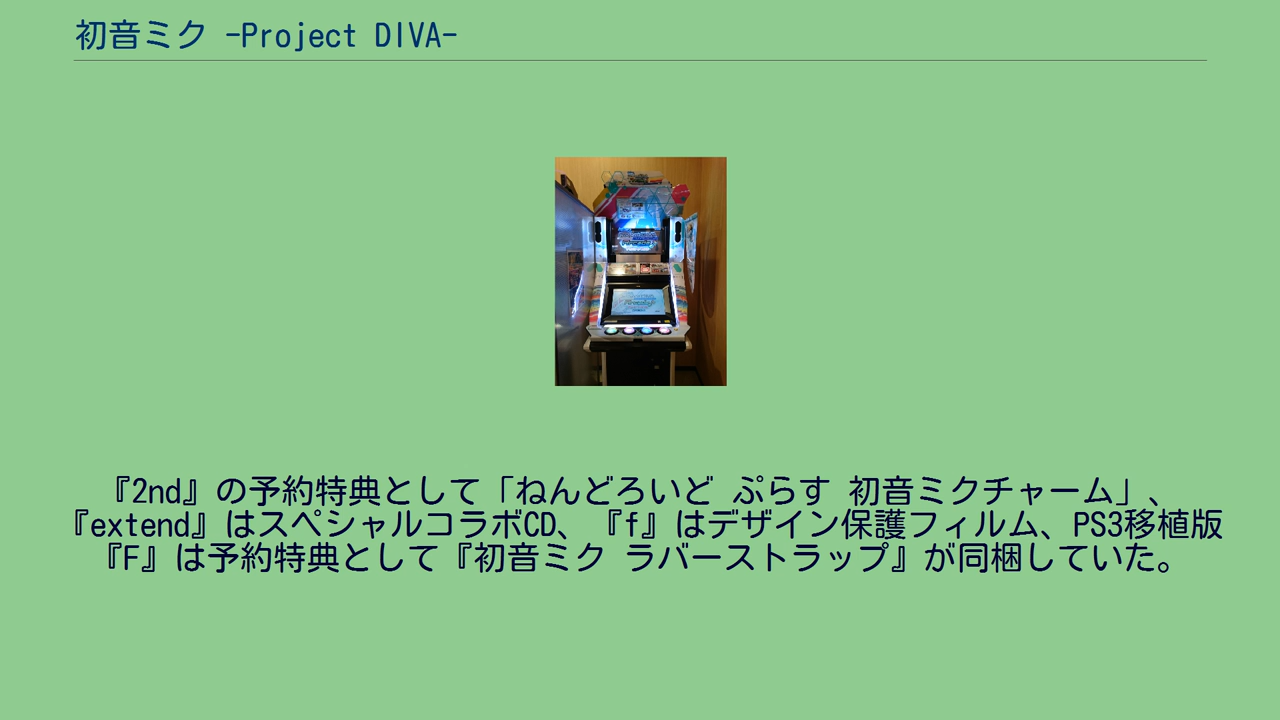 初音ミク -Project DIVA-
『2nd』の予約特典として「ねんどろいど ぷらす 初音ミクチャーム」、
『extend』はスペシャルコラボCD、『f』はデザイン保護フィルム、PS3移植版
『F』は予約特典として『初音ミク ラバーストラップ』が同梱していた。